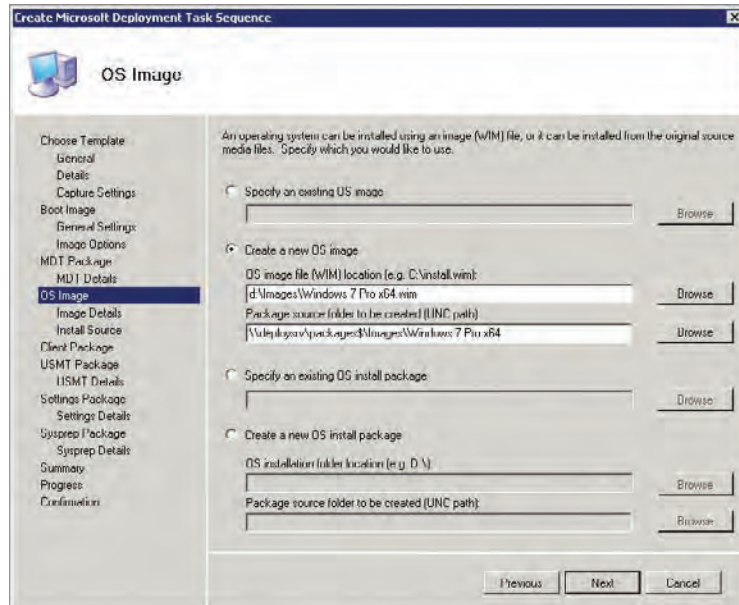 Create Microsoft Deployment Task Sequence
OS Image
Choose Template
General
Details
Capture Settings
Boot Image
General Settings
Image Options
MDT Package
MDT Details
OS Image
Image Details
Install Source
Client Package
USMT Package
USMT Details
Settings Package
Settings Details
Sysprep Package
Sysprep Details
Summary
Progress
Confirmation
An operating system can be installed using an image (WIM) file, or it can be installed from the original source
media files. Specify which you would like to use.
Specify an existing OS image
Browse
Create a new OS image
OS image file (WIM) location (e.g. C:\install.wim):
d:\Images\Windows 7 Pro x64.wim
Browse
Package source folder to be created (UNC path)
\\deploysrv\packages$\Images\Windows 7 Pro x64
Browse
Specify an existing OS install package
Browse
Create a new OS install package
OS installation folder location (e.g. D:\)
Browse
Package source folder to be created (UNC path)
Browse
Previous
Next
Cancel